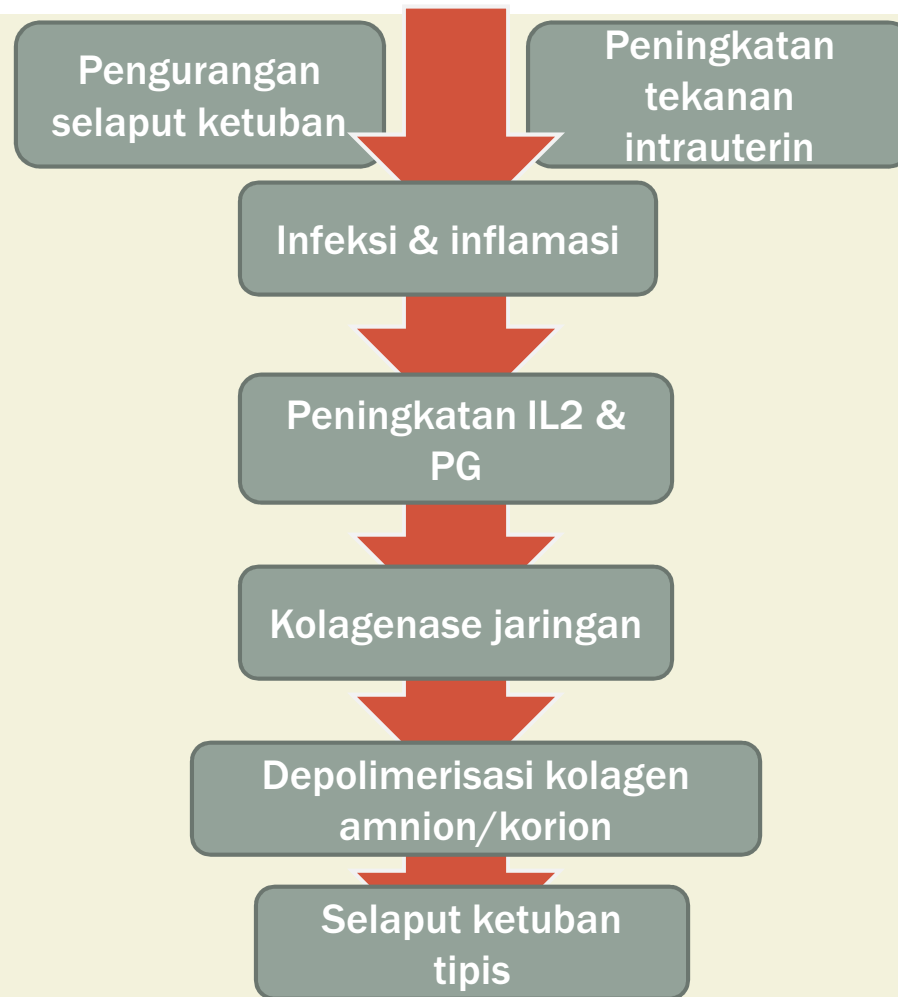 Pengurangan
selaput ketuban
Peningkatan
tekanan
intrauterin
Infeksi & inflamasi
Peningkatan IL2 &
PG
Kolagenase jaringan
Depolimerisasi kolagen
amnion/korion
Selaput ketuban
tipis